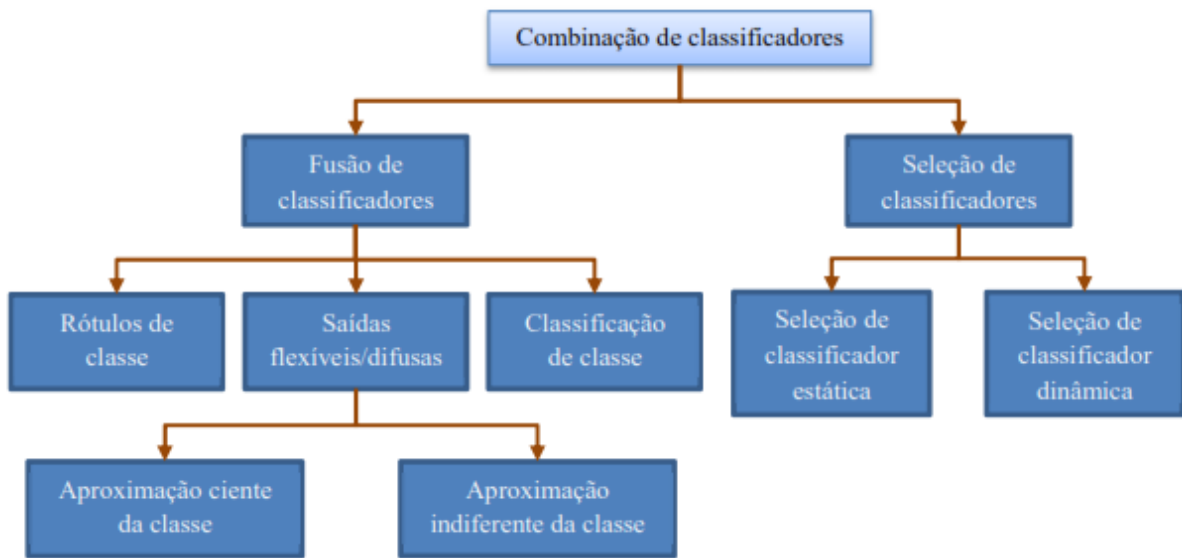 Combinação de classificadores
Fusão de
classificadores
Seleção de
classificadores
Rótulos de
classe
Saídas
flexíveis/difusas
Classificação
de classe
Seleção de
classificador
estática
Seleção de
classificador
dinâmica
Aproximação ciente
da classe
Aproximação
indiferente da classe